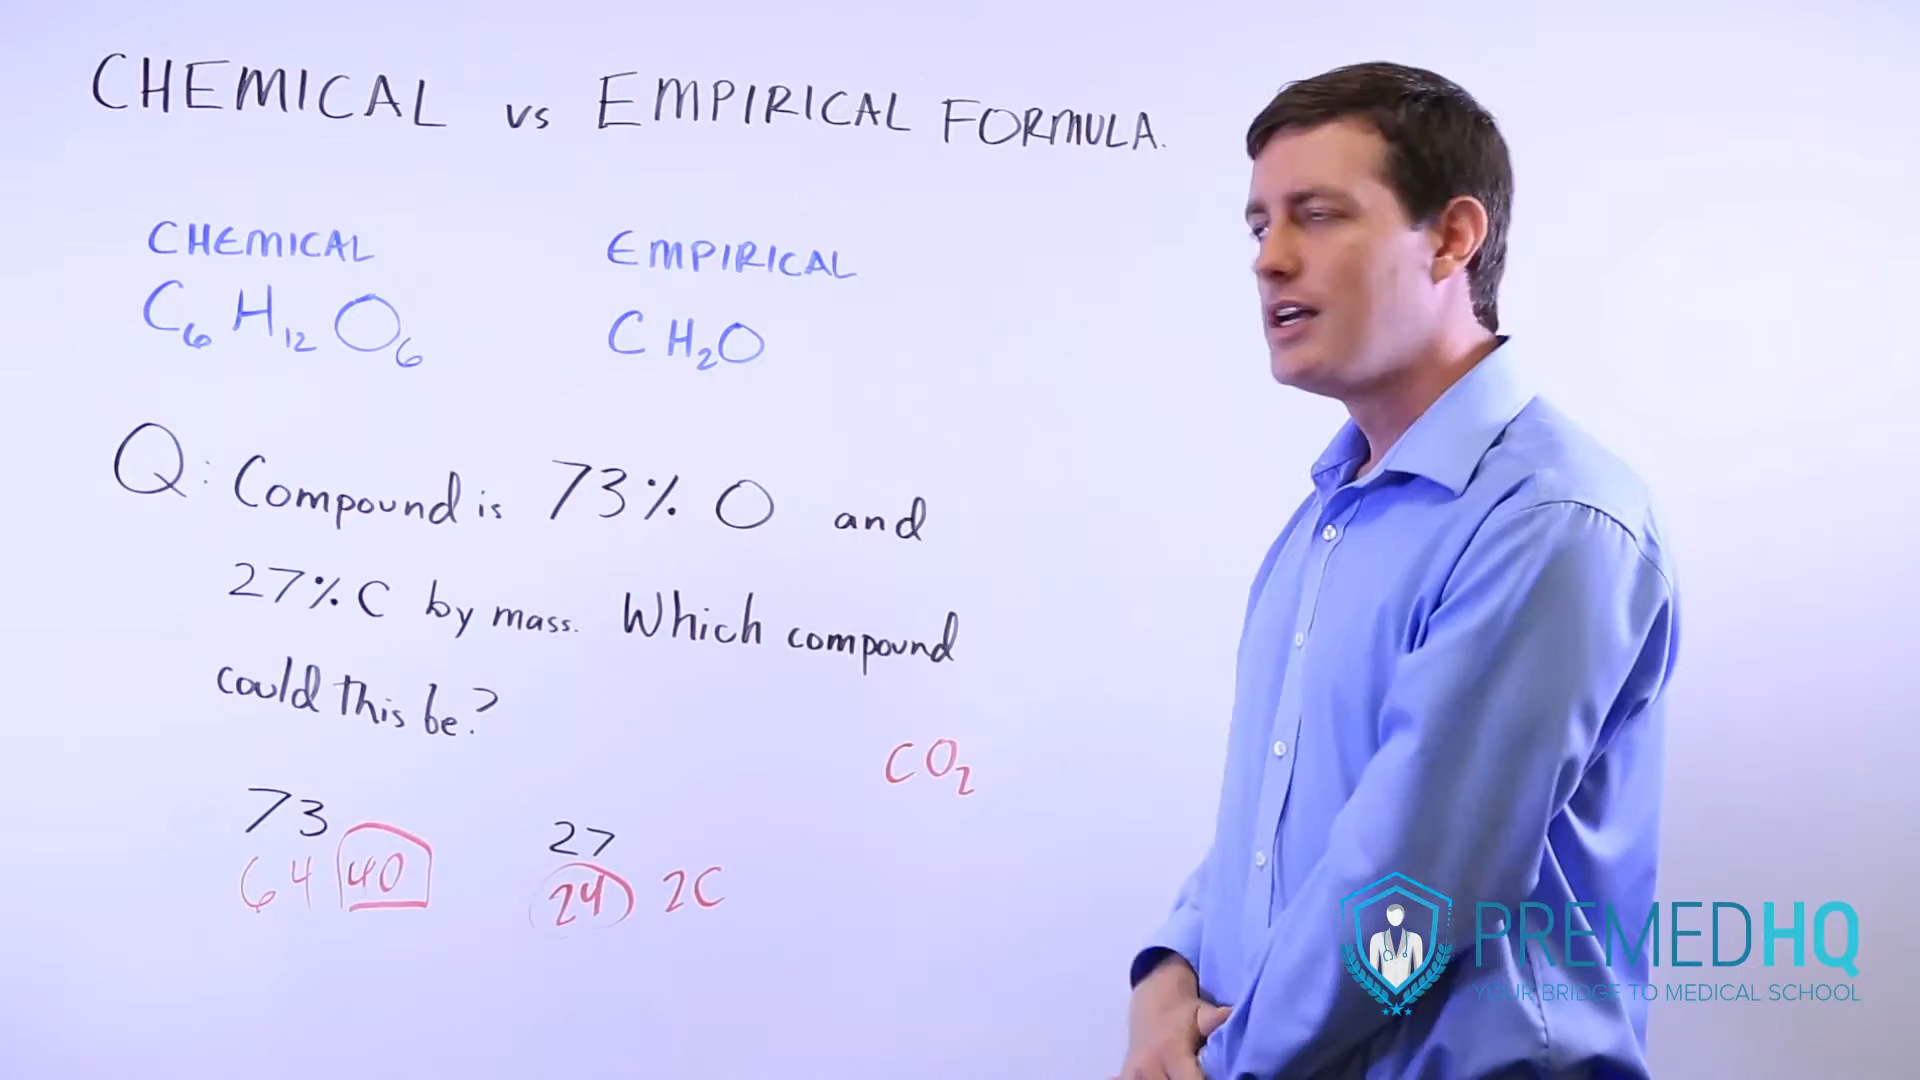 CHEMICAL vs EMPIRICAL FORMULA.
CHEMICAL EMPIRICAL
C6H12O6 CH2O
Q: Compound is 73% O and
27% C by mass. Which compound
could this be?
CO2
73 27
64 40 24 2C
PREMEDHQ
YOUR BRIDGE TO MEDICAL SCHOOL